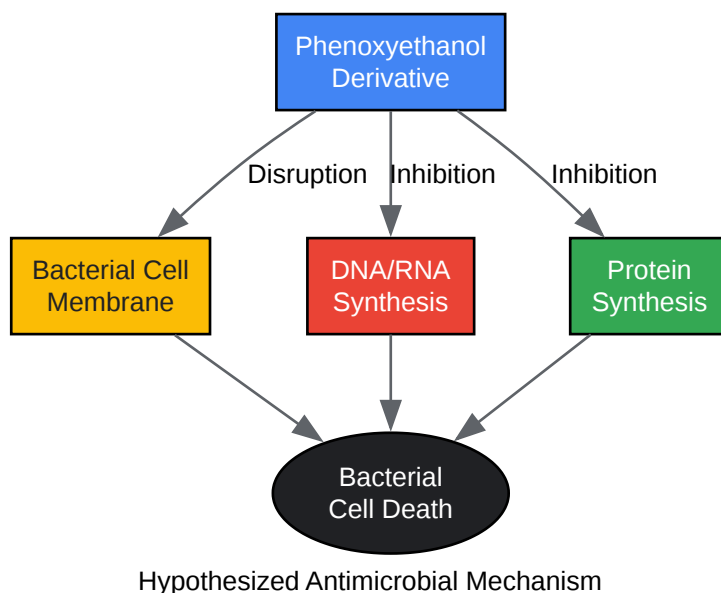 Phenoxyethanol
Derivative
Disruption
Inhibition
Inhibition
Bacterial Cell
Membrane
DNA/RNA
Synthesis
Protein
Synthesis
Bacterial
Cell Death
Hypothesized Antimicrobial Mechanism